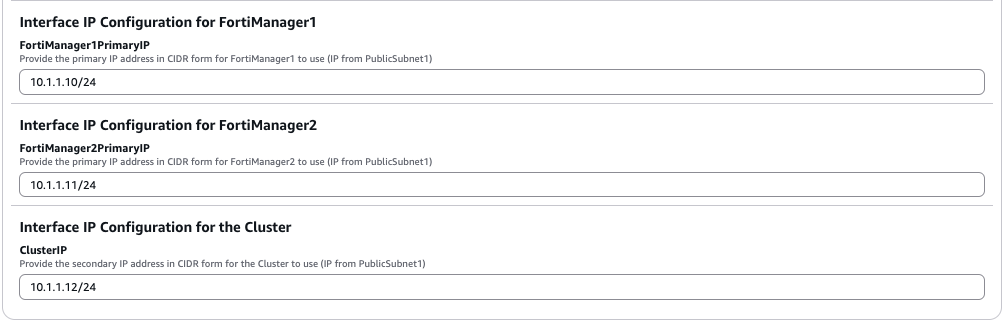 Interface IP Configuration for FortiManager1
FortiManager1PrimaryIP
Provide the primary IP address in CIDR form for FortiManager1 to use (IP from PublicSubnet1)
10.1.1.10/24
Interface IP Configuration for FortiManager2
FortiManager2PrimaryIP
Provide the primary IP address in CIDR form for FortiManager2 to use (IP from PublicSubnet1)
10.1.1.11/24
Interface IP Configuration for the Cluster
ClusterIP
Provide the secondary IP address in CIDR form for the Cluster to use (IP from PublicSubnet1)
10.1.1.12/24